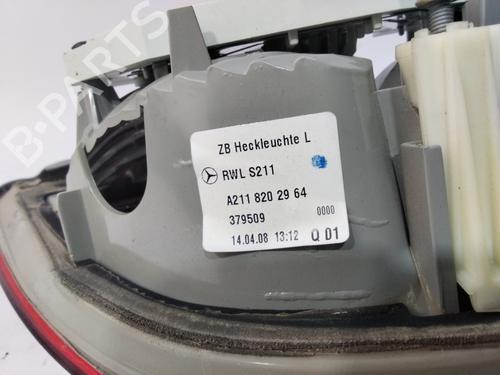 ZB Heckleuchte L
RWL S211
A211 820 29 64
379509 0000
14.04.08 13:12 Q 01
B-PARTS